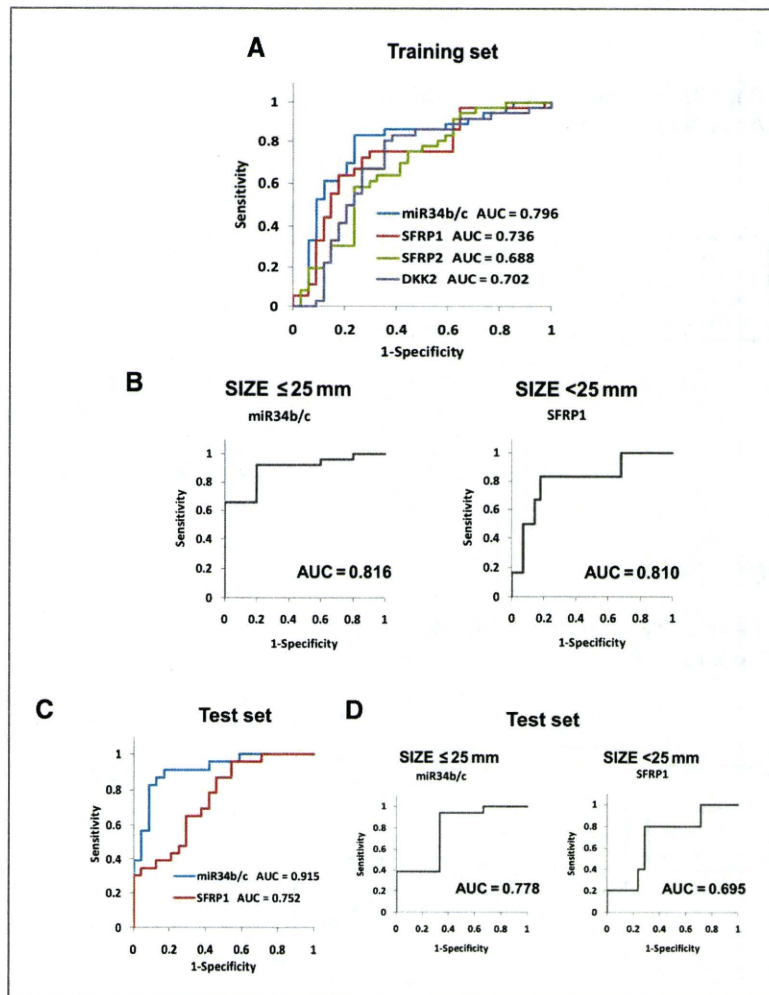 A
Training set
1
0.8
0.6
0.4
0.2
0
Sensitivity
miR34b/c AUC = 0.796
SFRP1 AUC = 0.736
SFRP2 AUC = 0.688
DKK2 AUC = 0.702
0 0.2 0.4 0.6 0.8 1
1-Specificity
B
SIZE ≤ 25 mm
miR34b/c
1
0.8
0.6
0.4
0.2
0
Sensitivity
AUC = 0.816
0 0.2 0.4 0.6 0.8 1
1-Specificity
SIZE <25 mm
SFRP1
1
0.8
0.6
0.4
0.2
0
Sensitivity
AUC = 0.810
0 0.2 0.4 0.6 0.8 1
1-Specificity
C
Test set
1
0.8
0.6
0.4
0.2
0
Sensitivity
miR34b/c AUC = 0.915
SFRP1 AUC = 0.752
0 0.2 0.4 0.6 0.8 1
1-Specificity
D
Test set
SIZE ≤ 25 mm
miR34b/c
1
0.8
0.6
0.4
0.2
0
Sensitivity
AUC = 0.778
0 0.2 0.4 0.6 0.8 1
1-Specificity
SIZE <25 mm
SFRP1
1
0.8
0.6
0.4
0.2
0
Sensitivity
AUC = 0.695
0 0.2 0.4 0.6 0.8 1
1-Specificity